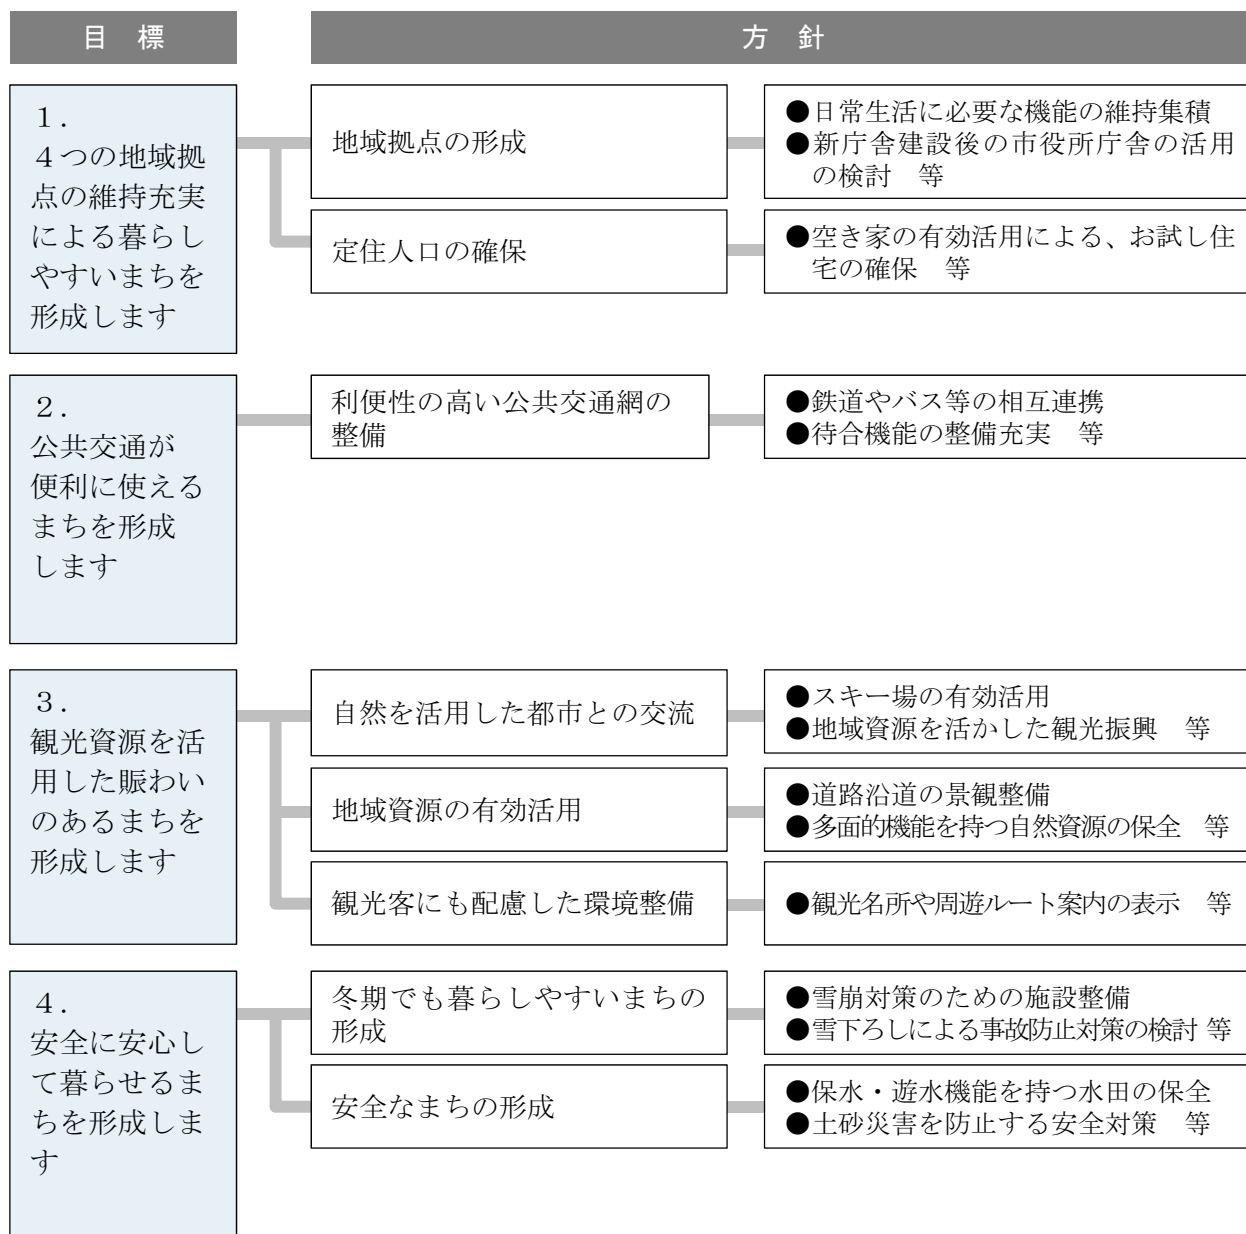 目 標
方 針
1.
4つの地域拠
点の維持充実
による暮らし
やすいまちを
形成します
地域拠点の形成
●日常生活に必要な機能の維持集積
●新庁舎建設後の市役所庁舎の活用
の検討 等
定住人口の確保
●空き家の有効活用による、お試し住
宅の確保 等
2.
公共交通が
便利に使える
まちを形成
します
利便性の高い公共交通網の
整備
●鉄道やバス等の相互連携
●待合機能の整備充実 等
3.
観光資源を活
用した賑わい
のあるまちを
形成します
自然を活用した都市との交流
●スキー場の有効活用
●地域資源を活かした観光振興 等
地域資源の有効活用
●道路沿道の景観整備
●多面的機能を持つ自然資源の保全 等
観光客にも配慮した環境整備
●観光名所や周遊ルート案内の表示 等
4.
安全に安心し
て暮らせるま
ちを形成しま
す
冬期でも暮らしやすいまちの
形成
●雪崩対策のための施設整備
●雪下ろしによる事故防止対策の検討 等
安全なまちの形成
●保水・遊水機能を持つ水田の保全
●土砂災害を防止する安全対策 等